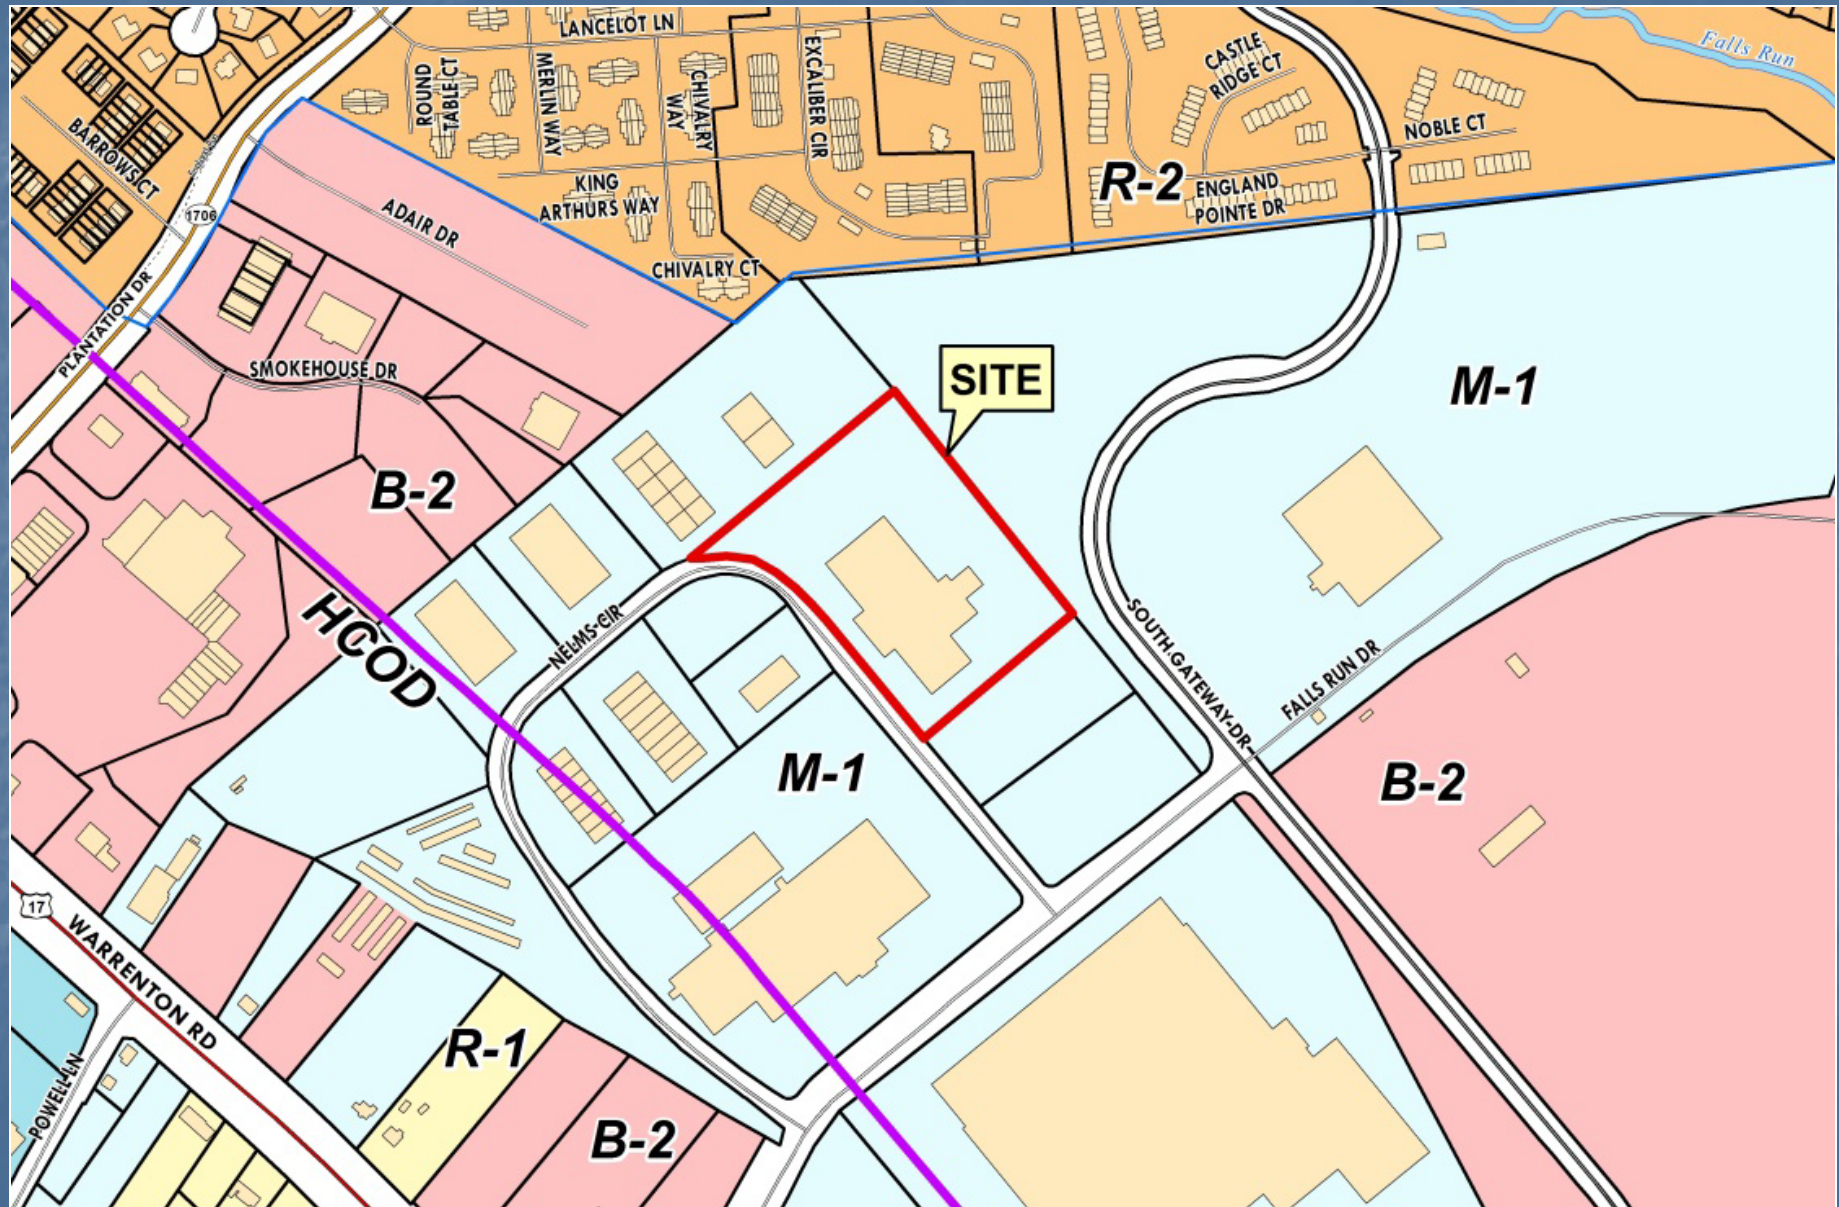 LANCELOT LN
Falls Run
ROUND
TABLE CT
MERLIN WAY
CHIVALRY
WAY
EXCALIBER CIR
CASTLE
RIDGE CT
NOBLE CT
BARROWS CT
KING
ARTHURS WAY
R-2
ENGLAND
POINTE DR
1706
ADAIR DR
CHIVALRY CT
PLANTATION DR
SMOKEHOUSE DR
SITE
M-1
B-2
HCOD
NELMS CIR
SOUTH GATEWAY DR
FALLS RUN DR
M-1
B-2
17
WARRENTON RD
R-1
POWELL LN
B-2